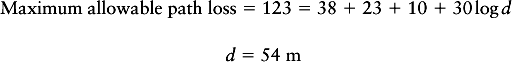 Maximum allowable path loss = 123 = 38 + 23 + 10 + 30 log d
d = 54 m